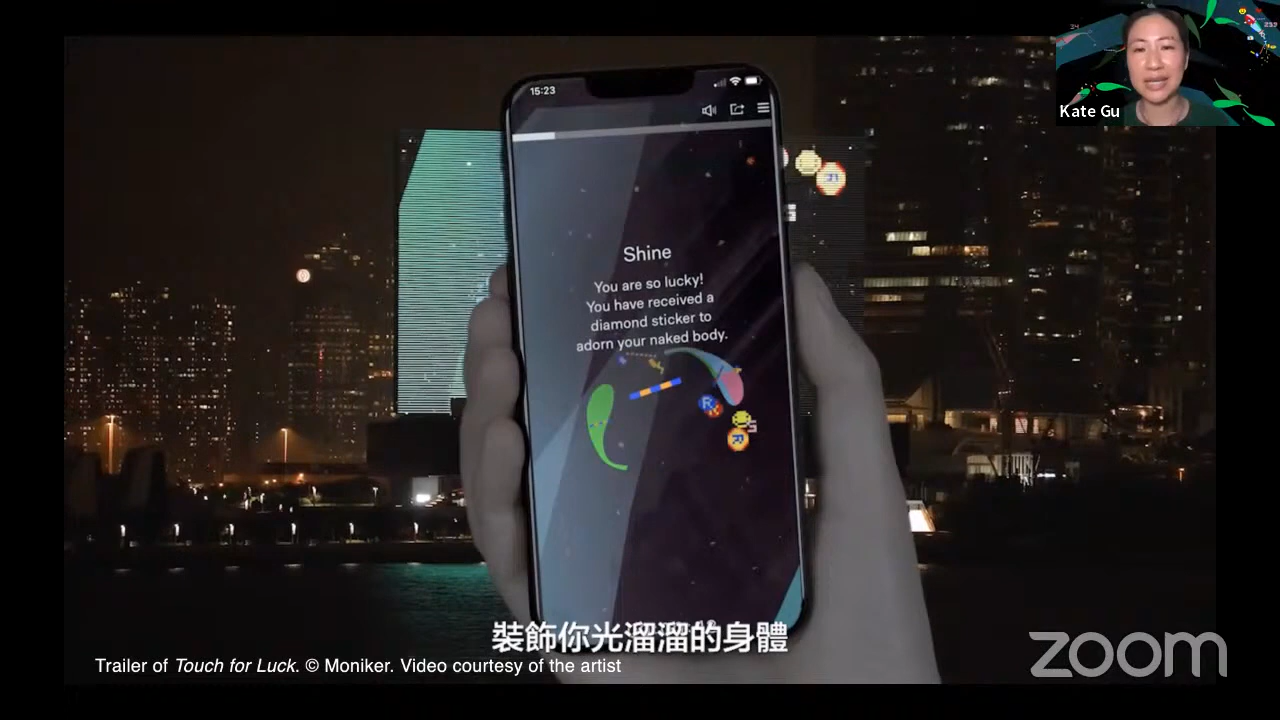 Kate Gu
15:23
Shine
You are so lucky!
You have received a
diamond sticker to
adorn your naked body.
裝飾你光溜溜的身體
Trailer of Touch for Luck. © Moniker. Video courtesy of the artist
zoom